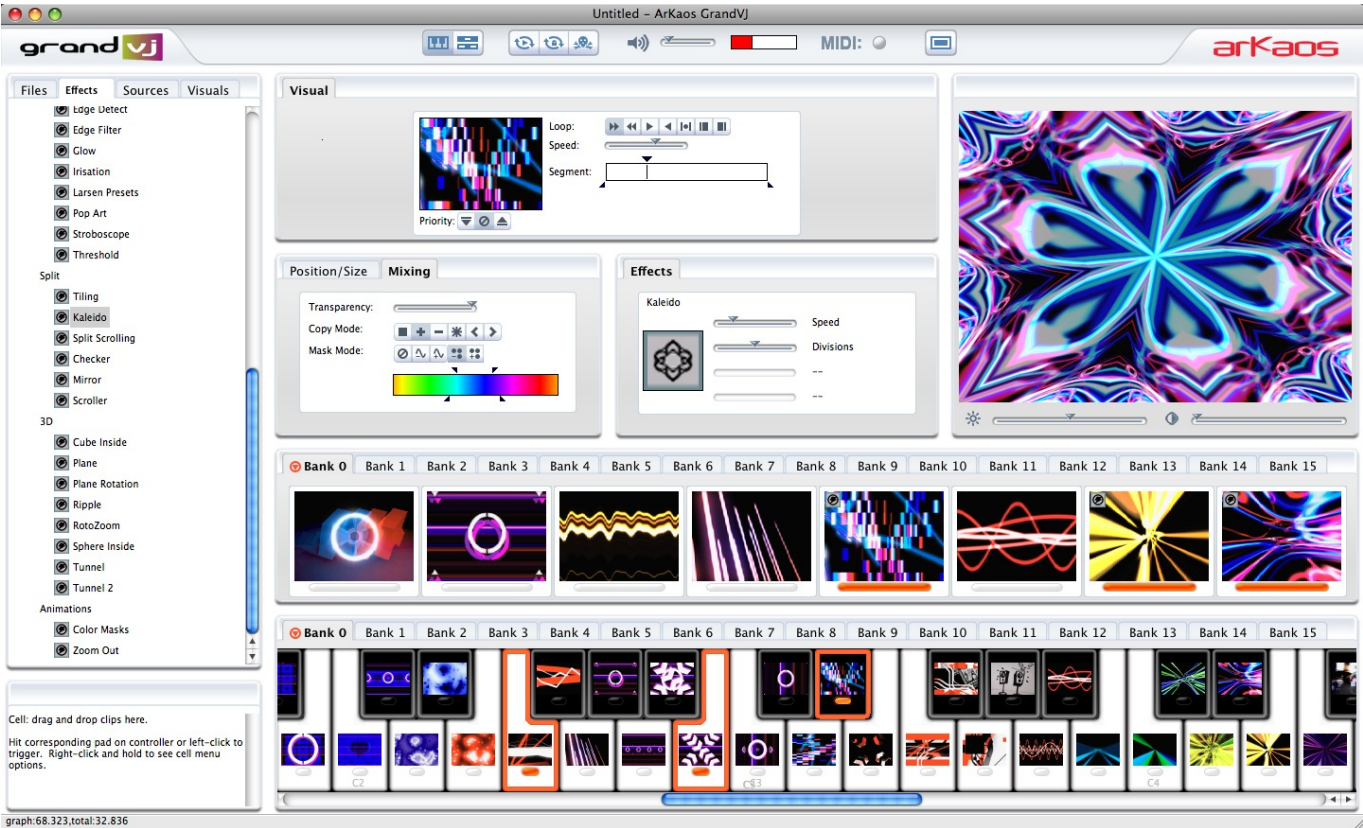 Untitled – ArKaos GrandVJ
grand vj
MIDI:
arKaos
Files Effects Sources Visuals
Edge Detect
Edge Filter
Glow
Irisation
Larsen Presets
Pop Art
Stroboscope
Threshold
Split
Tiling
Kaleido
Split Scrolling
Checker
Mirror
Scroller
3D
Cube Inside
Plane
Plane Rotation
Ripple
RotoZoom
Sphere Inside
Tunnel
Tunnel 2
Animations
Color Masks
Zoom Out
Cell: drag and drop clips here.
Hit corresponding pad on controller or left-click to
trigger. Right-click and hold to see cell menu
options.
Visual
Loop:
Speed:
Segment:
Priority:
Position/Size Mixing
Transparency:
Copy Mode:
Mask Mode:
Effects
Kaleido
Speed
Divisions
--
--
Bank 0 Bank 1 Bank 2 Bank 3 Bank 4 Bank 5 Bank 6 Bank 7 Bank 8 Bank 9 Bank 10 Bank 11 Bank 12 Bank 13 Bank 14 Bank 15
Bank 0 Bank 1 Bank 2 Bank 3 Bank 4 Bank 5 Bank 6 Bank 7 Bank 8 Bank 9 Bank 10 Bank 11 Bank 12 Bank 13 Bank 14 Bank 15
C2 C4
graph:68.323,total:32.836